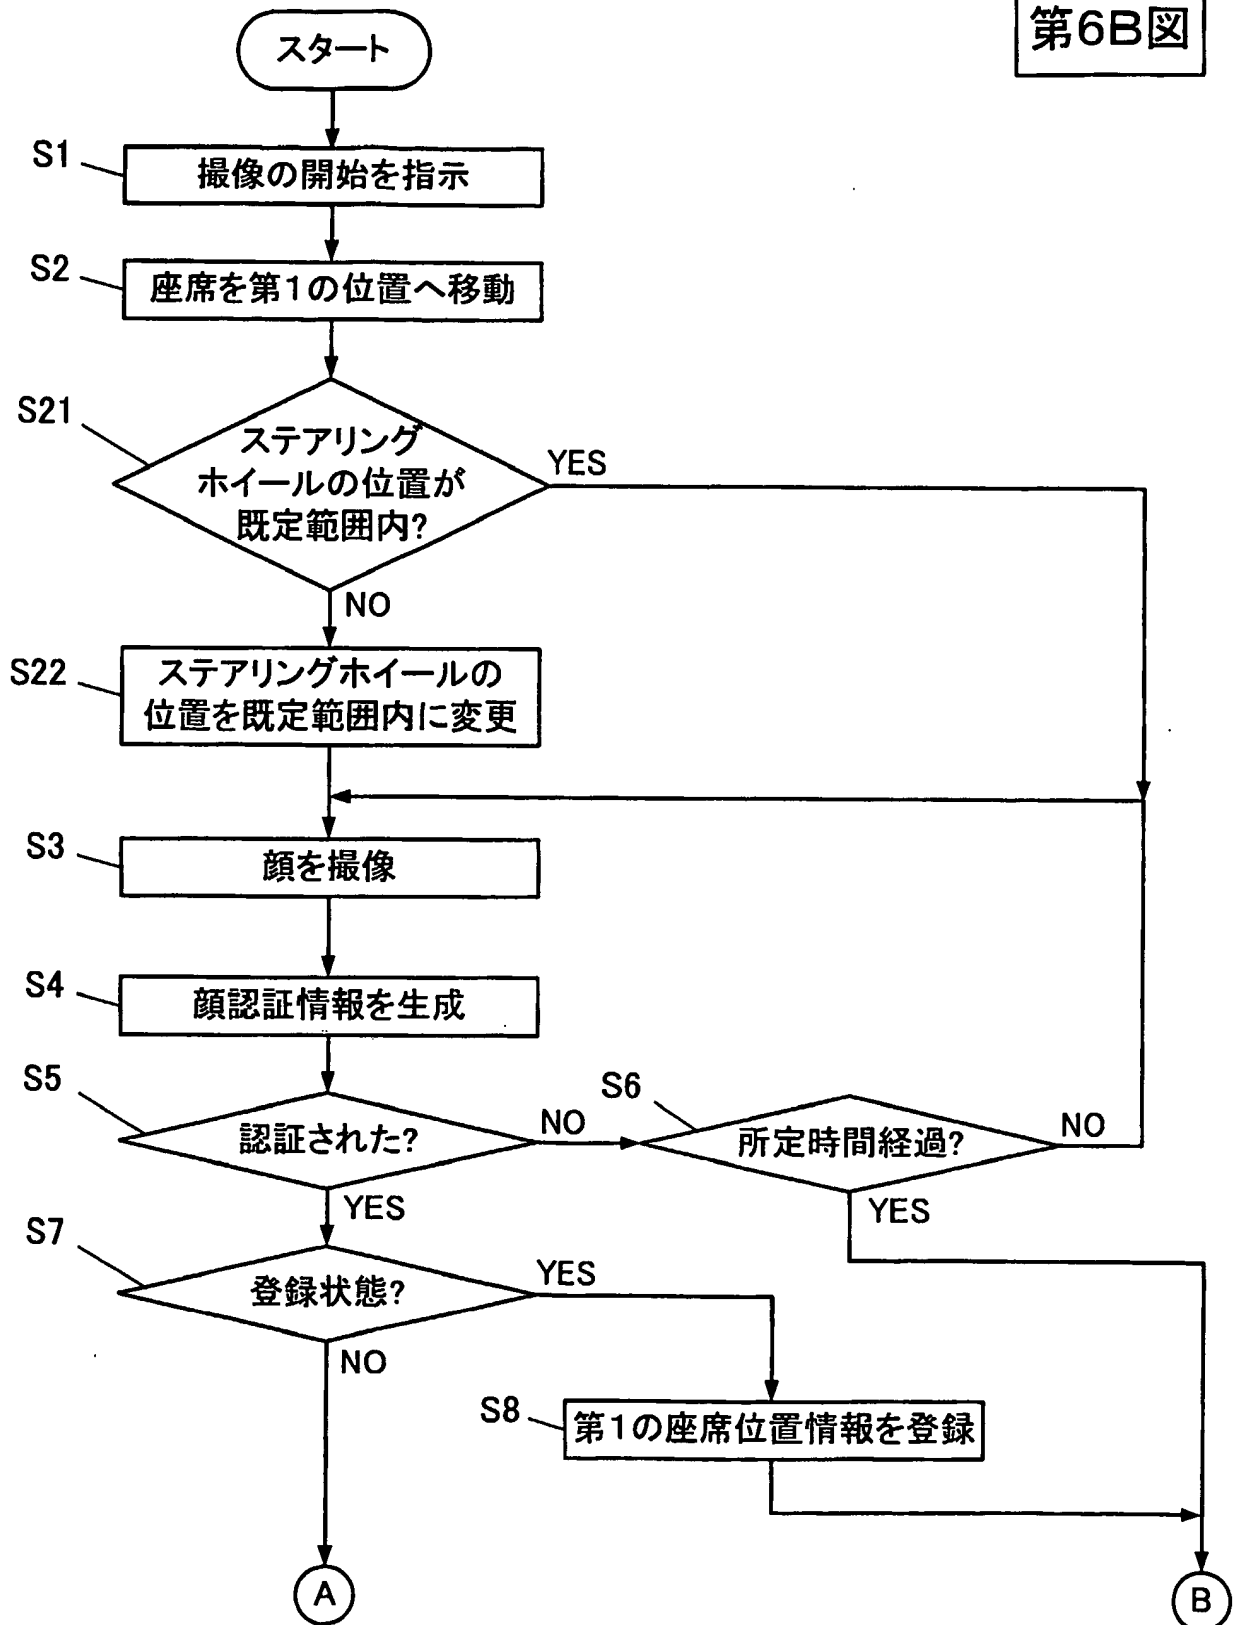 第6B図
スタート
S1
撮像の開始を指示
S2
座席を第1の位置へ移動
S21
ステアリング
ホイールの位置が
既定範囲内?
YES
NO
S22
ステアリングホイールの
位置を既定範囲内に変更
S3
顔を撮像
S4
顔認証情報を生成
S5
認証された?
NO
S6
所定時間経過?
NO
YES
YES
S7
登録状態?
YES
NO
S8
第1の座席位置情報を登録
A
B